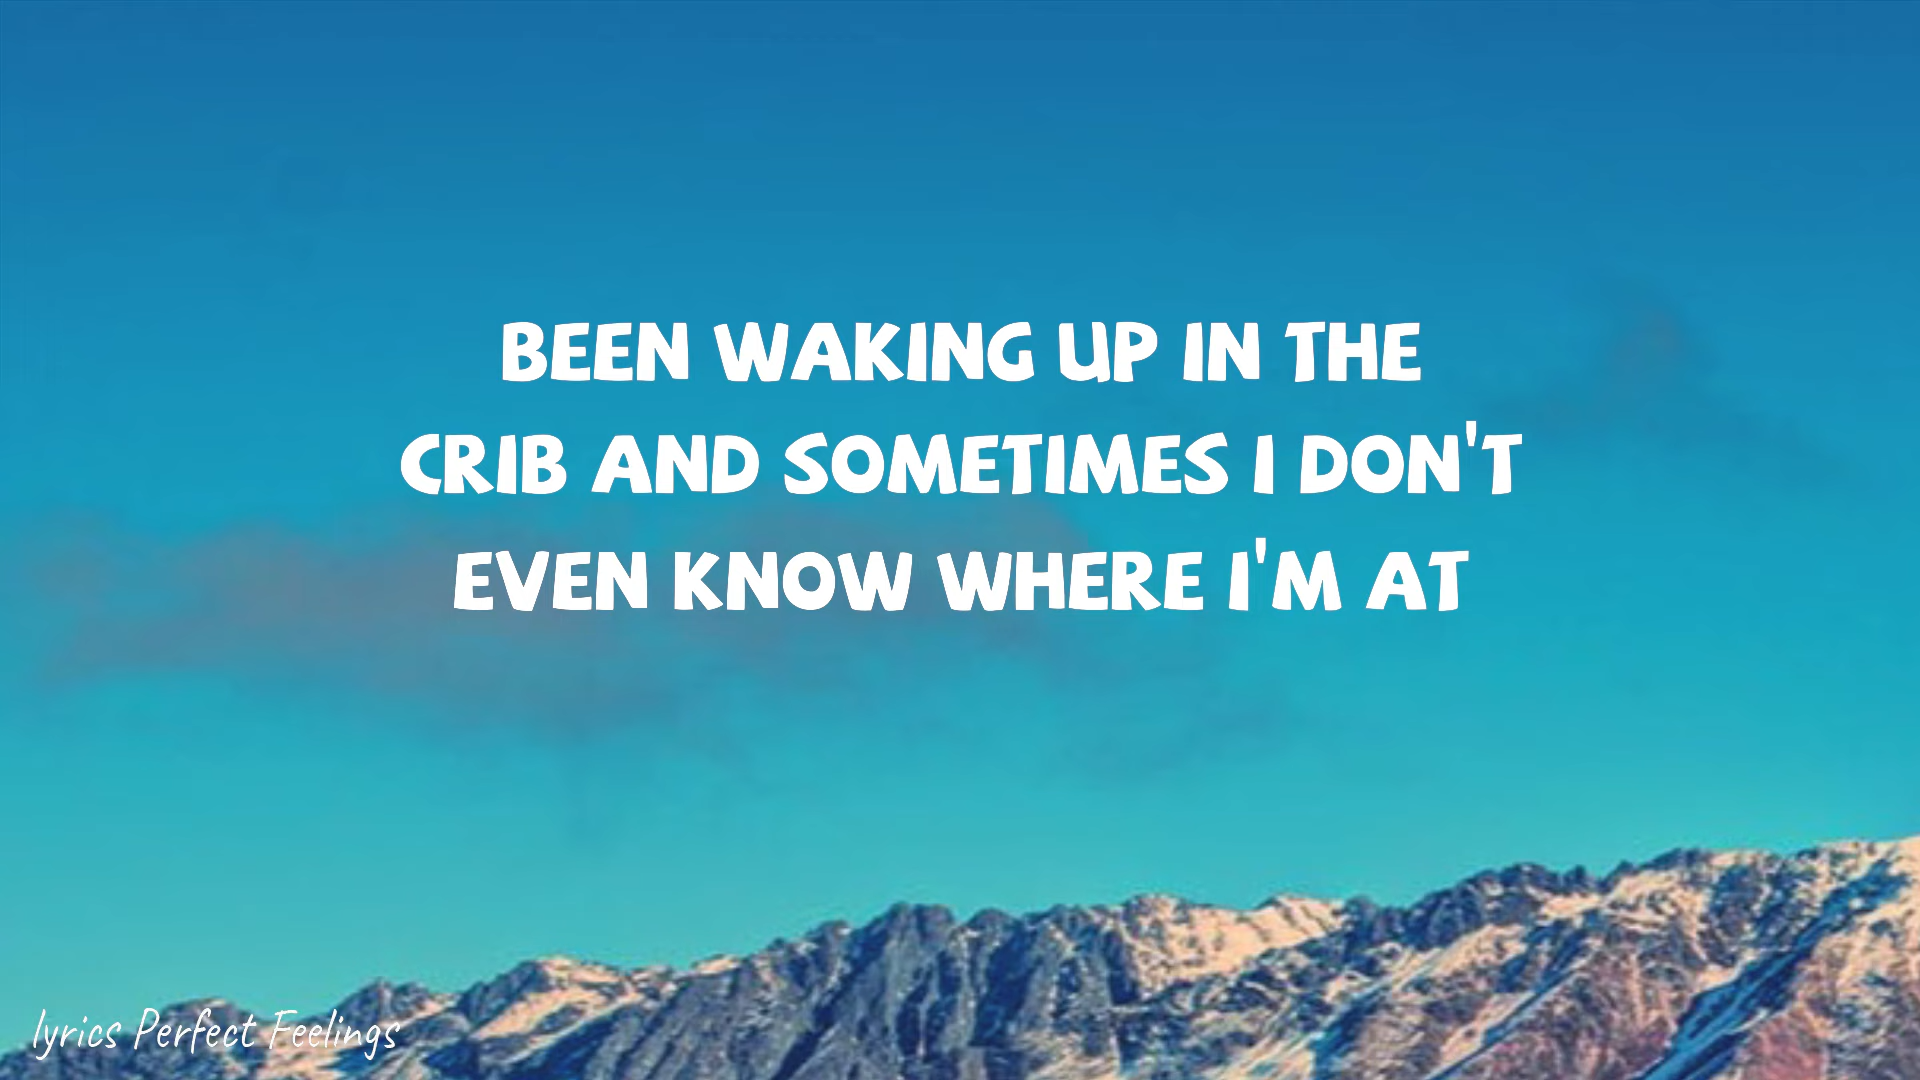 BEEN WAKING UP IN THE
CRIB AND SOMETIMES I DON'T
EVEN KNOW WHERE I'M AT
lyrics Perfect Feelings